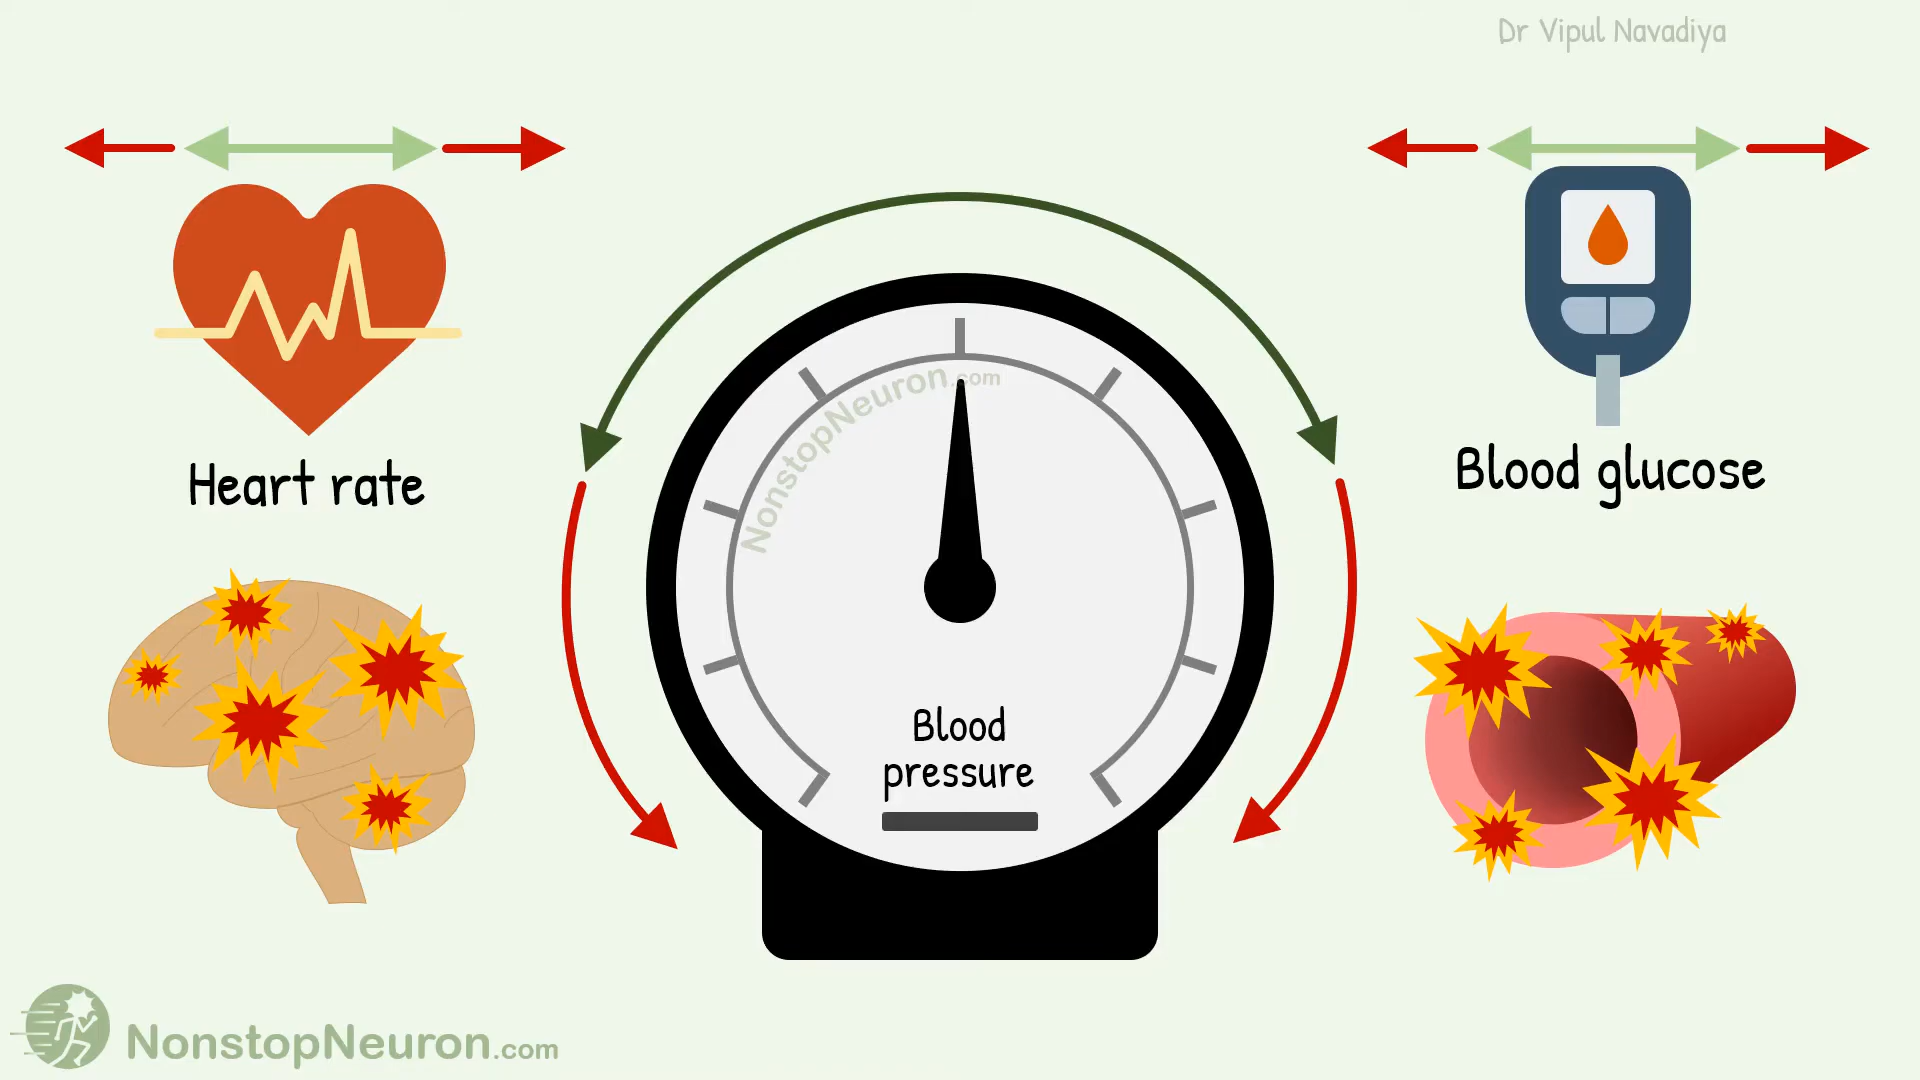 Dr Vipul Navadiya
Heart rate
Blood glucose
NonstopNeuron.com
Blood
pressure
NonstopNeuron.com